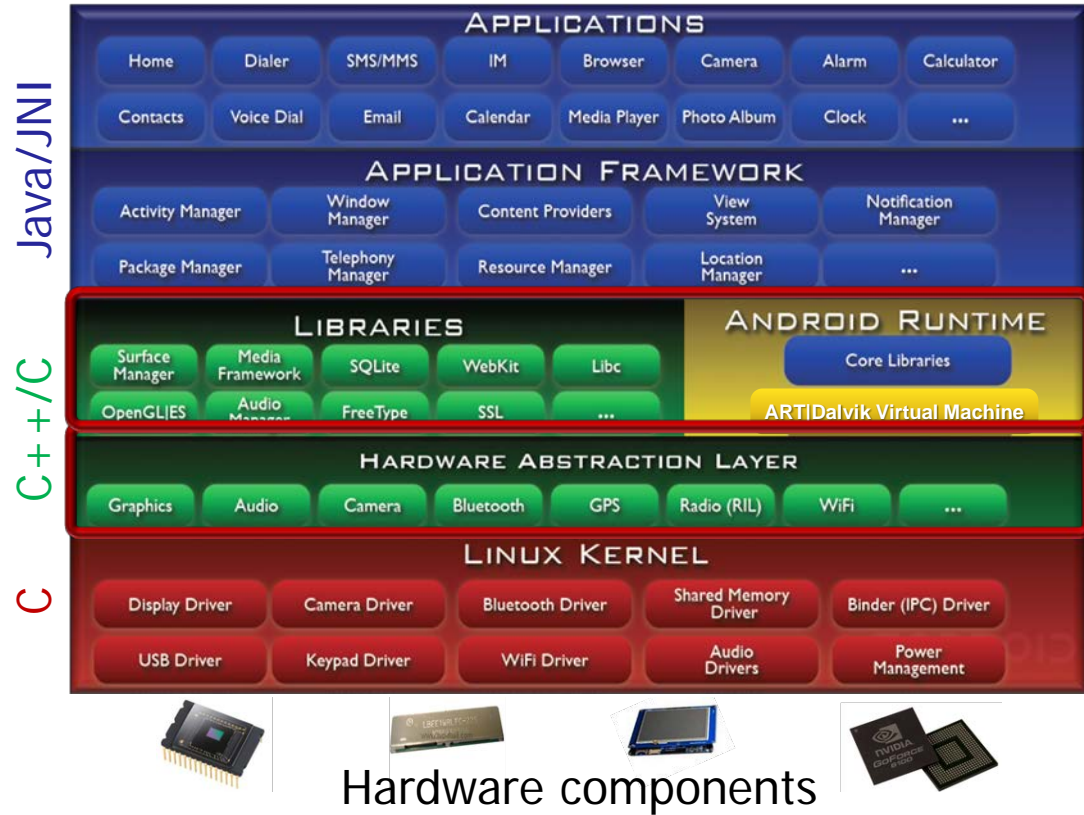 APPLICATIONS
Home Dialer SMS/MMS IM Browser Camera Alarm Calculator
Contacts Voice Dial Email Calendar Media Player Photo Album Clock ...
Java/JNI
APPLICATION FRAMEWORK
Activity Manager Window Manager Content Providers View System Notification Manager
Package Manager Telephony Manager Resource Manager Location Manager ...
LIBRARIES
Surface Manager Media Framework SQLite WebKit Libc
OpenGL|ES Audio Manager FreeType SSL ...
ANDROID RUNTIME
Core Libraries
ART|Dalvik Virtual Machine
C++/C
HARDWARE ABSTRACTION LAYER
Graphics Audio Camera Bluetooth GPS Radio (RIL) WiFi ...
C
LINUX KERNEL
Display Driver Camera Driver Bluetooth Driver Shared Memory Driver Binder (IPC) Driver
USB Driver Keypad Driver WiFi Driver Audio Drivers Power Management
NVIDIA
GEFORCE
Hardware components